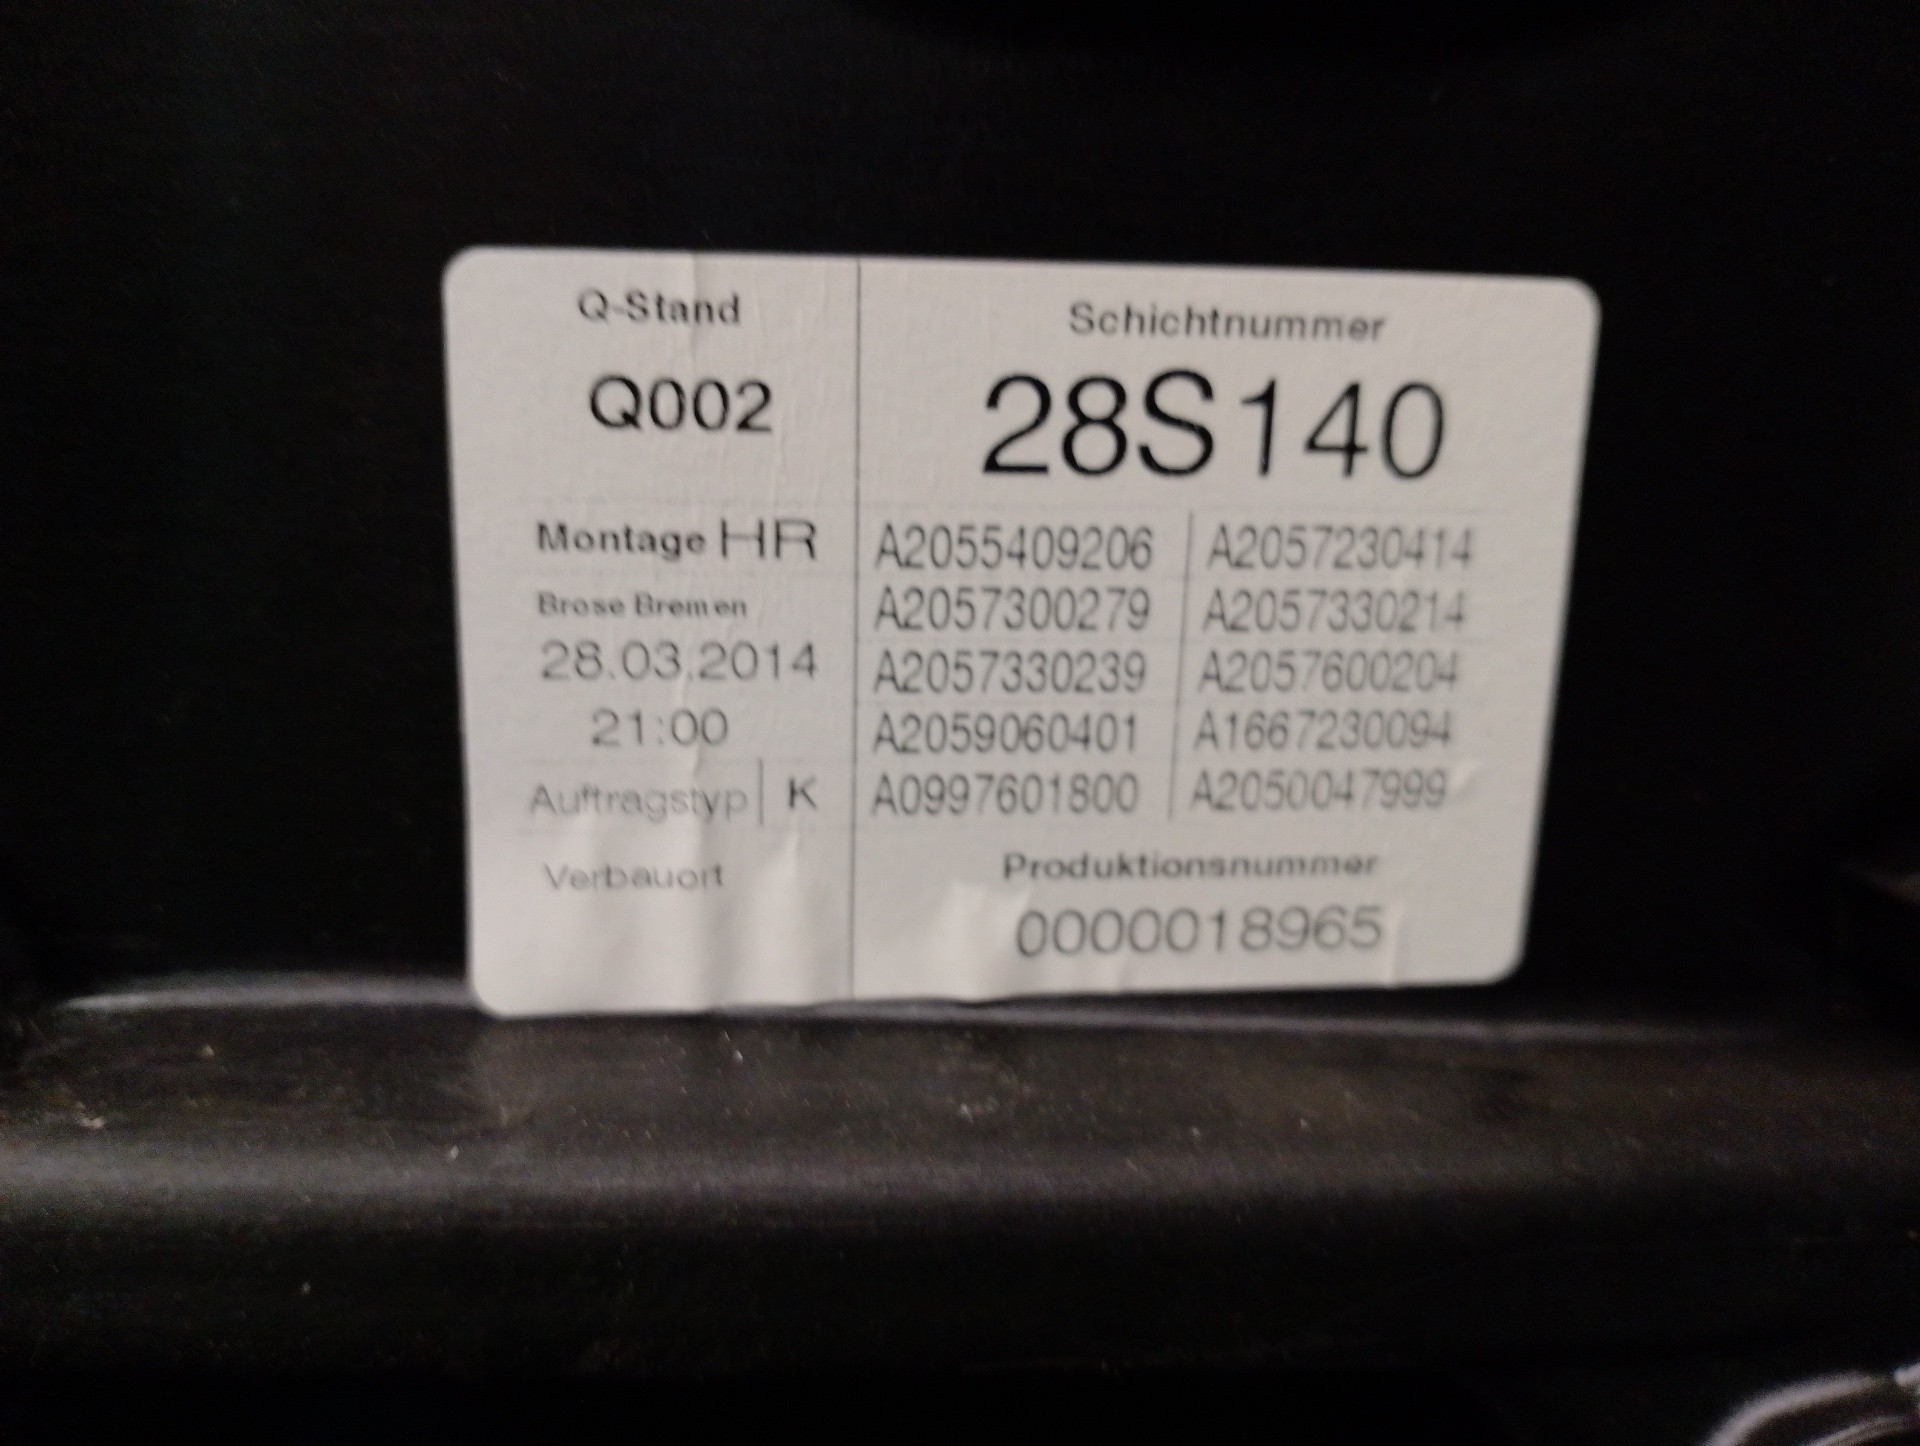 Q-Stand
Q002
Schichtnummer
28S140
Montage HR
Brose Bremen
28.03.2014
21:00
Auftragstyp K
Verbauort
A2055409206 A2057230414
A2057300279 A2057330214
A2057330239 A2057600204
A2059060401 A1667230094
A0997601800 A2050047999
Produktionsnummer
0000018965